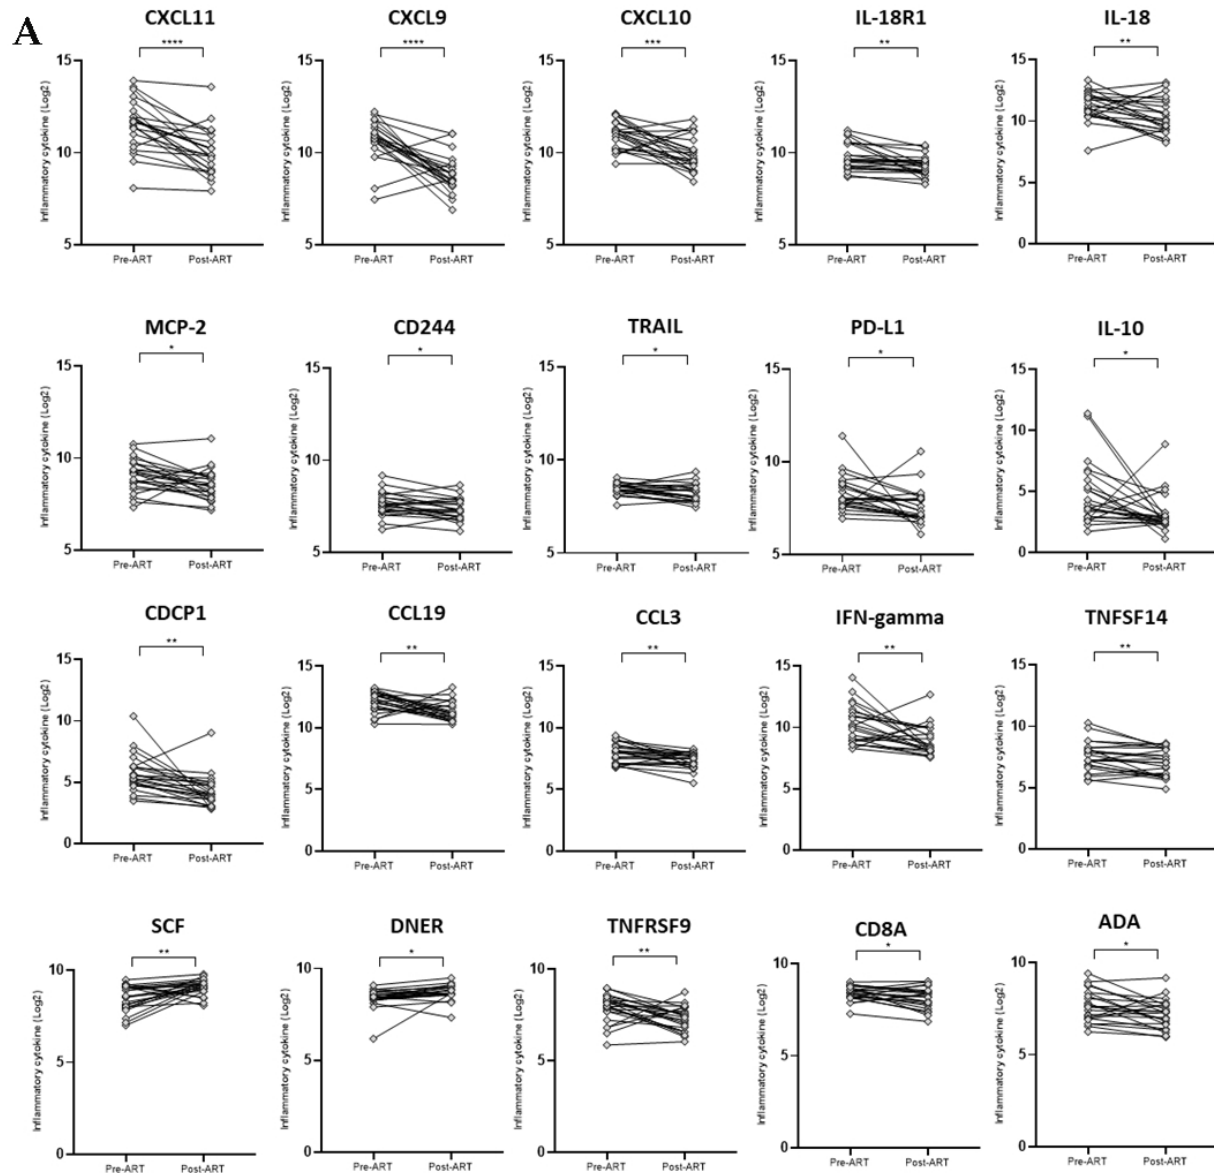 A
CXCL11 CXCL9 CXCL10 IL-18R1 IL-18
**** **** *** ** **
Inflammatory cytokine (Log2) Inflammatory cytokine (Log2) Inflammatory cytokine (Log2) Inflammatory cytokine (Log2) Inflammatory cytokine (Log2)
15 15 15 15 15
10 10 10 10 10
5 5 5 5 5
0
Pre-ART Post-ART Pre-ART Post-ART Pre-ART Post-ART Pre-ART Post-ART Pre-ART Post-ART
MCP-2 CD244 TRAIL PD-L1 IL-10
* * * * *
Inflammatory cytokine (Log2) Inflammatory cytokine (Log2) Inflammatory cytokine (Log2) Inflammatory cytokine (Log2) Inflammatory cytokine (Log2)
15 15 15 15 15
10 10 10 10 10
5 5 5 5 5
0
Pre-ART Post-ART Pre-ART Post-ART Pre-ART Post-ART Pre-ART Post-ART Pre-ART Post-ART
CDCP1 CCL19 CCL3 IFN-gamma TNFSF14
** ** ** ** **
Inflammatory cytokine (Log2) Inflammatory cytokine (Log2) Inflammatory cytokine (Log2) Inflammatory cytokine (Log2) Inflammatory cytokine (Log2)
15 15 15 15 15
10 10 10 10 10
5 5 5 5 5
0 0 0 0 0
Pre-ART Post-ART Pre-ART Post-ART Pre-ART Post-ART Pre-ART Post-ART Pre-ART Post-ART
SCF DNER TNFRSF9 CD8A ADA
** * ** * *
Inflammatory cytokine (Log2) Inflammatory cytokine (Log2) Inflammatory cytokine (Log2) Inflammatory cytokine (Log2) Inflammatory cytokine (Log2)
10 10 10 10 10
5 5 5 5 5
0 0 0 0 0
Pre-ART Post-ART Pre-ART Post-ART Pre-ART Post-ART Pre-ART Post-ART Pre-ART Post-ART